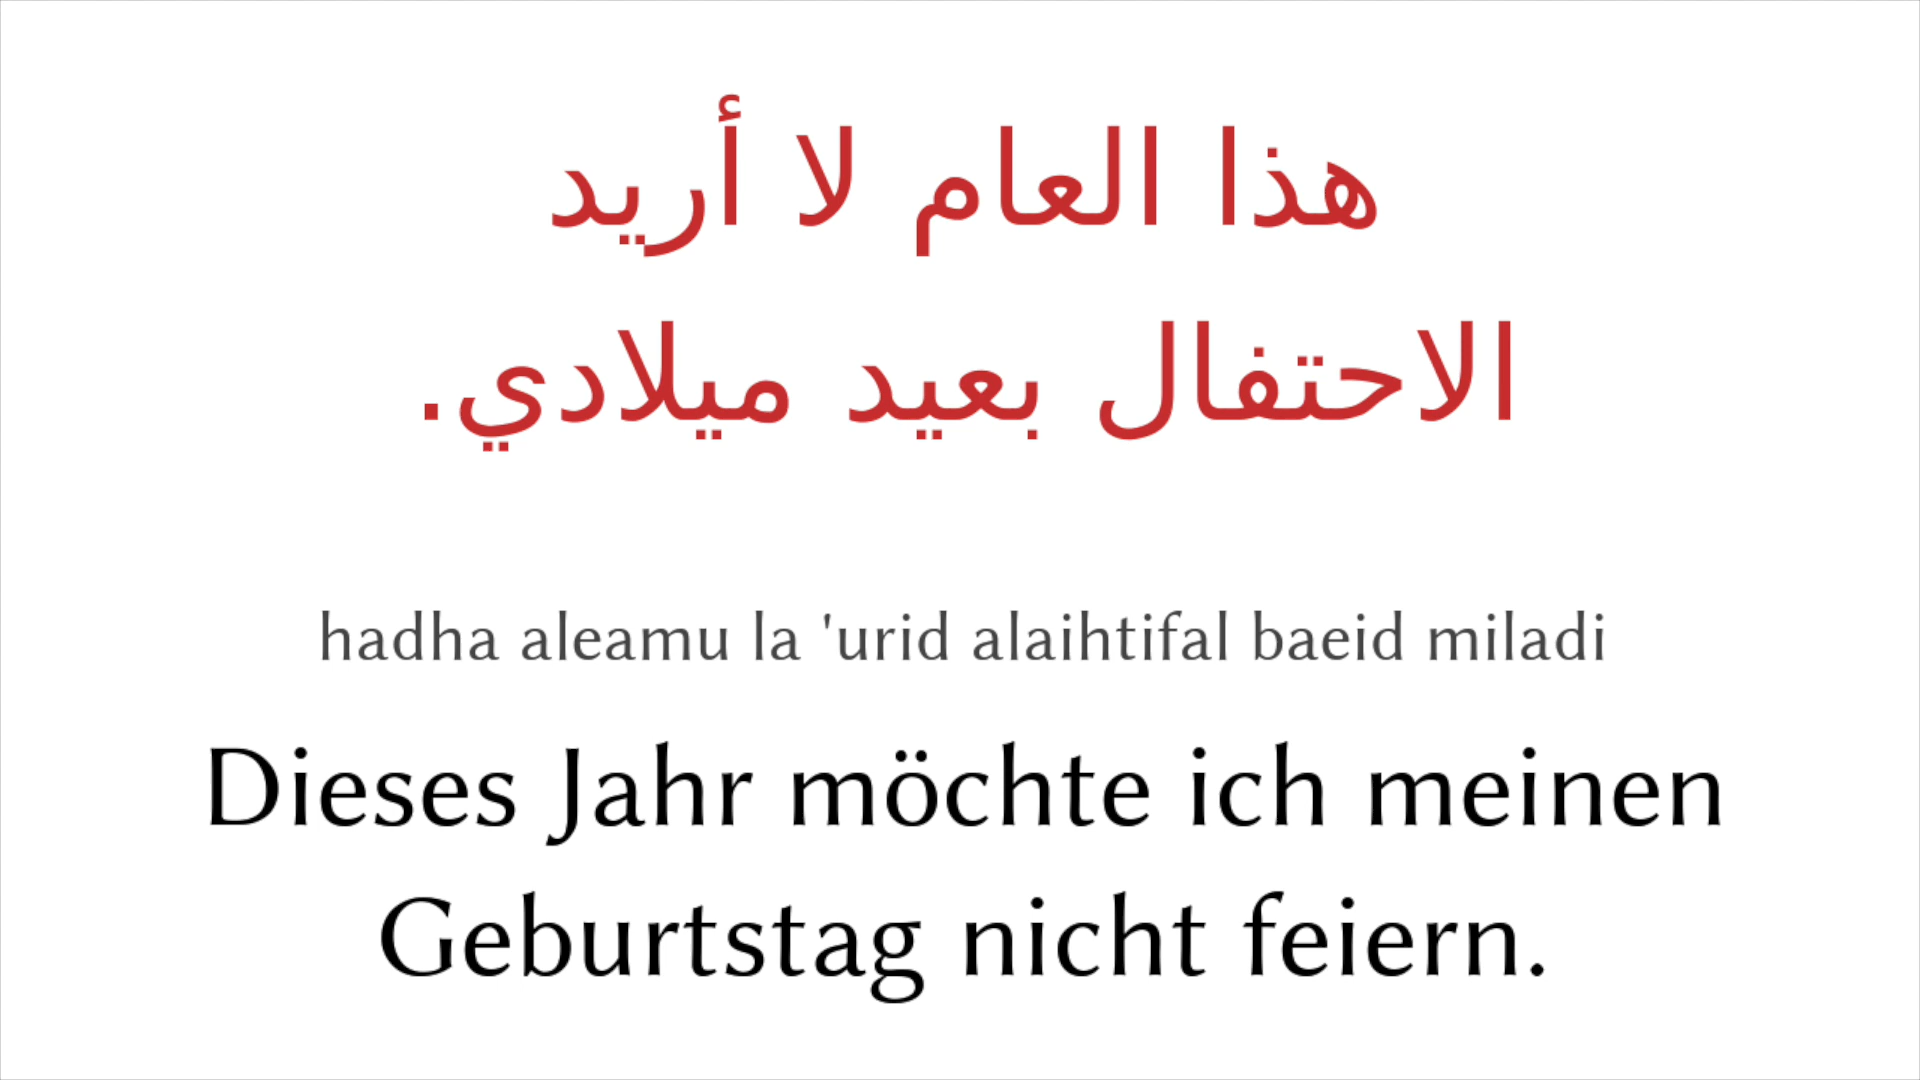 هذا العام لا أريد
الاحتفال بعيد ميلادي.
hadha aleamu la 'urid alaihtifal baeid miladi
Dieses Jahr möchte ich meinen
Geburtstag nicht feiern.